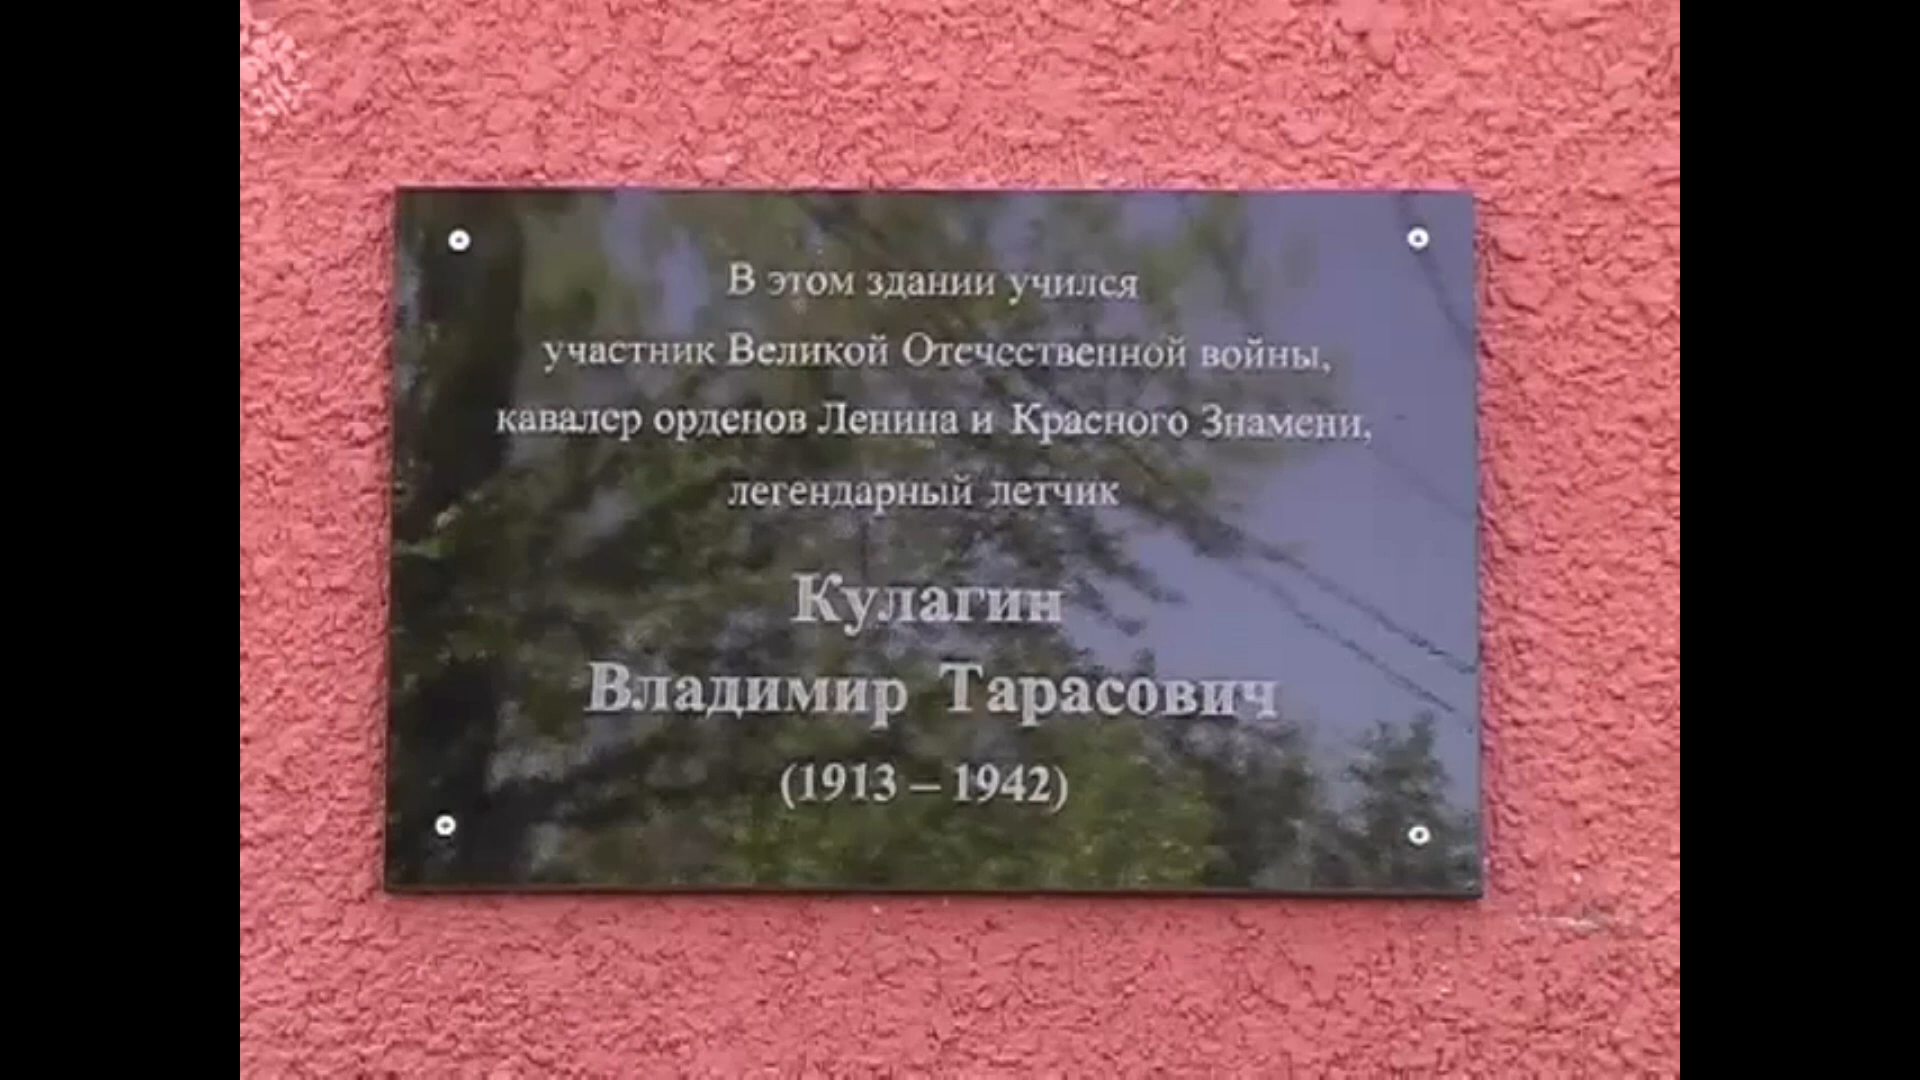 В этом здании учился
участник Великой Отечественной войны,
кавалер орденов Ленина и Красного Знамени,
легендарный летчик
Кулагин
Владимир Тарасович
(1913 – 1942)